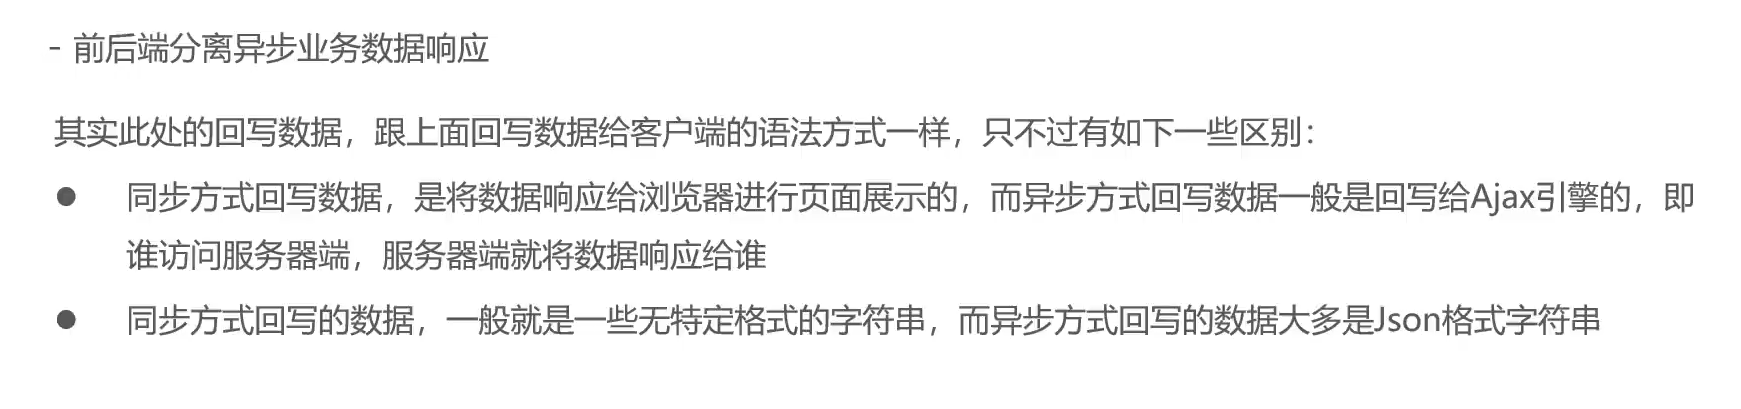 - 前后端分离异步业务数据响应
其实此处的回写数据，跟上面回写数据给客户端的语法方式一样，只不过有如下一些区别：
● 同步方式回写数据，是将数据响应给浏览器进行页面展示的，而异步方式回写数据一般是回写给Ajax引擎的，即
谁访问服务器端，服务器端就将数据响应给谁
● 同步方式回写的数据，一般就是一些无特定格式的字符串，而异步方式回写的数据大多是Json格式字符串